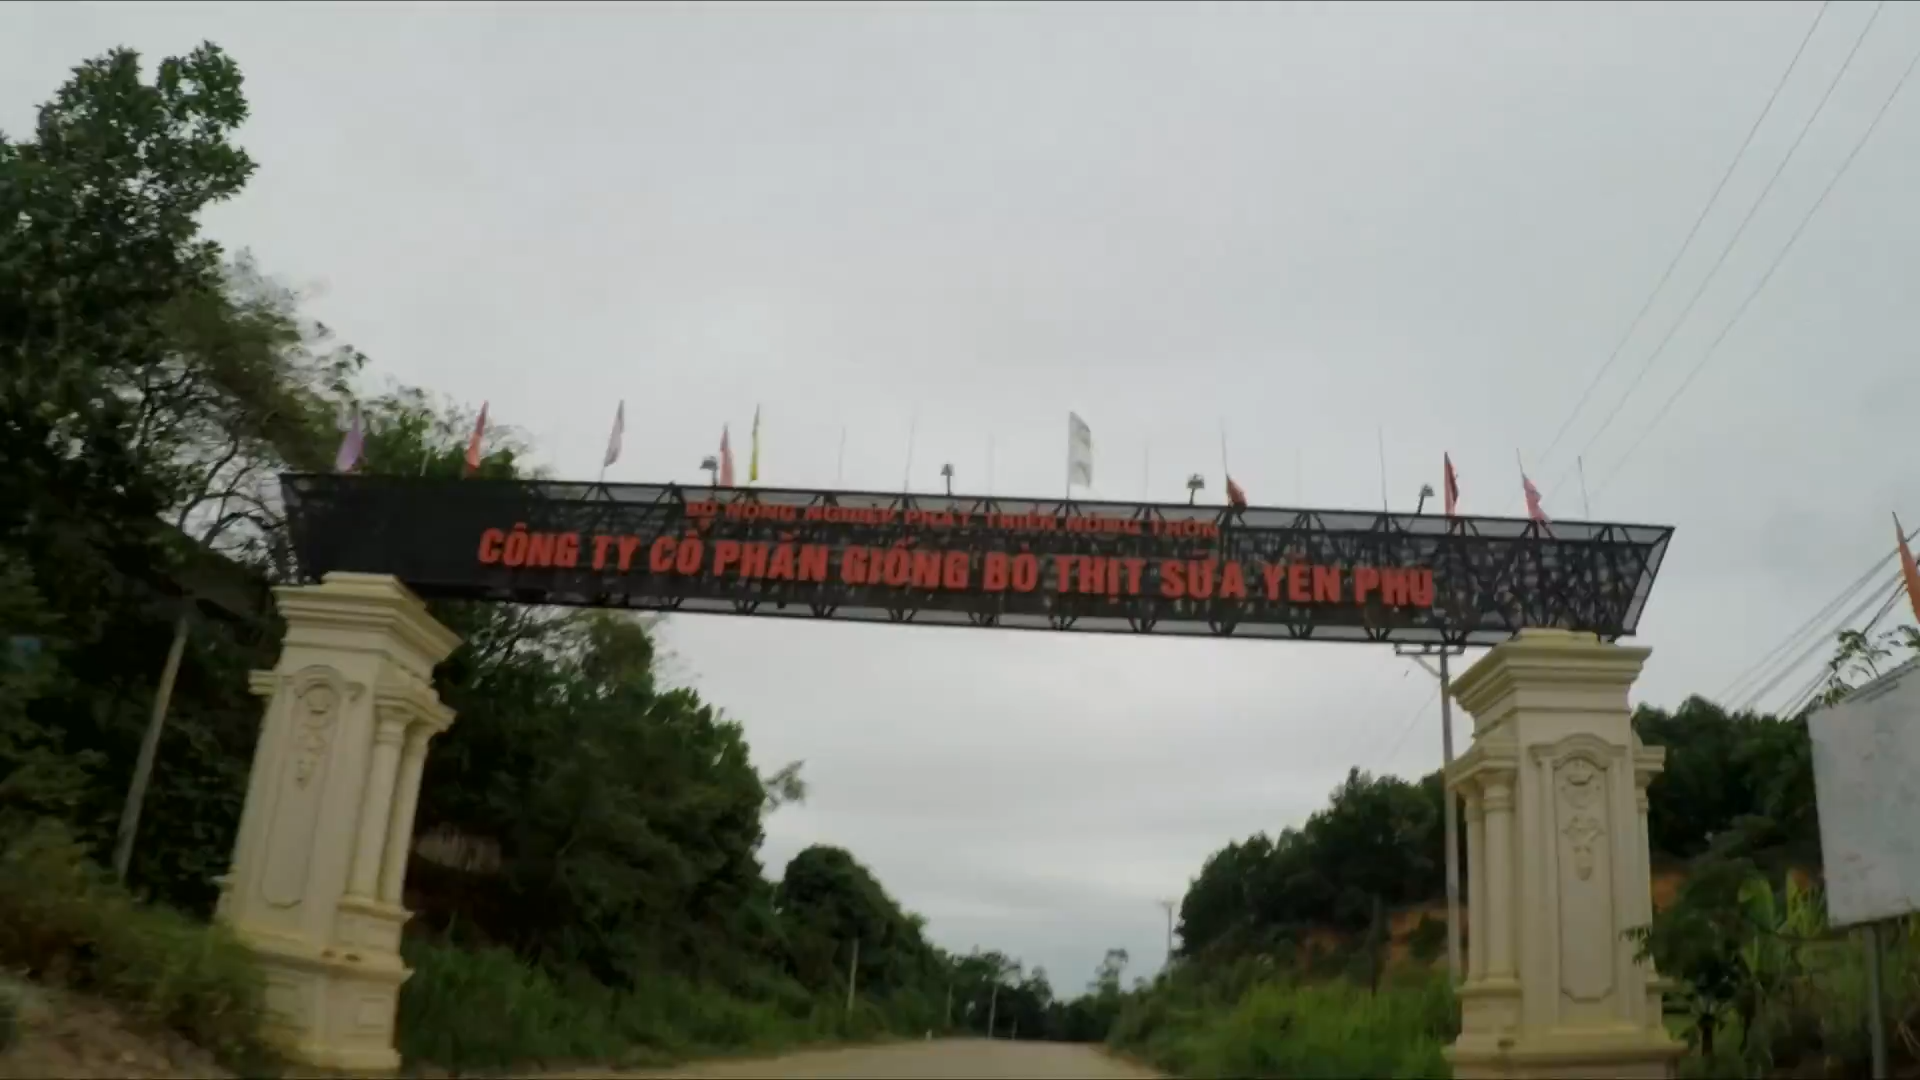 BỘ NÔNG NGHIỆP PHÁT TRIỂN NÔNG THÔN
CÔNG TY CỔ PHẦN GIỐNG BÒ THỊT SỮA YÊN PHÚ